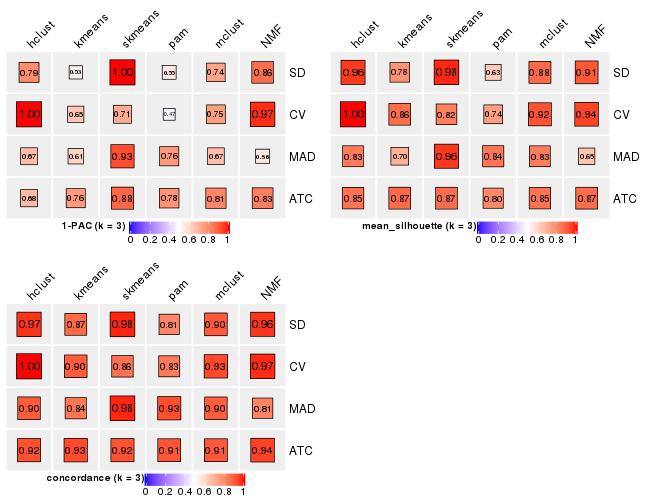 hclust kmeans skmeans pam mclust NMF
0.79 0.53 1.00 0.55 0.74 0.86 SD
1.00 0.65 0.71 0.47 0.75 0.97 CV
0.67 0.61 0.93 0.76 0.67 0.56 MAD
0.68 0.76 0.88 0.78 0.81 0.83 ATC
1-PAC (k = 3)
0 0.2 0.4 0.6 0.8 1
hclust kmeans skmeans pam mclust NMF
0.96 0.78 0.98 0.63 0.88 0.91 SD
1.00 0.86 0.82 0.74 0.92 0.94 CV
0.83 0.70 0.96 0.84 0.83 0.65 MAD
0.85 0.87 0.87 0.80 0.85 0.87 ATC
mean_silhouette (k = 3)
0 0.2 0.4 0.6 0.8 1
hclust kmeans skmeans pam mclust NMF
0.97 0.87 0.98 0.81 0.90 0.96 SD
1.00 0.90 0.86 0.83 0.93 0.97 CV
0.90 0.84 0.98 0.93 0.90 0.81 MAD
0.92 0.93 0.92 0.91 0.91 0.94 ATC
concordance (k = 3)
0 0.2 0.4 0.6 0.8 1